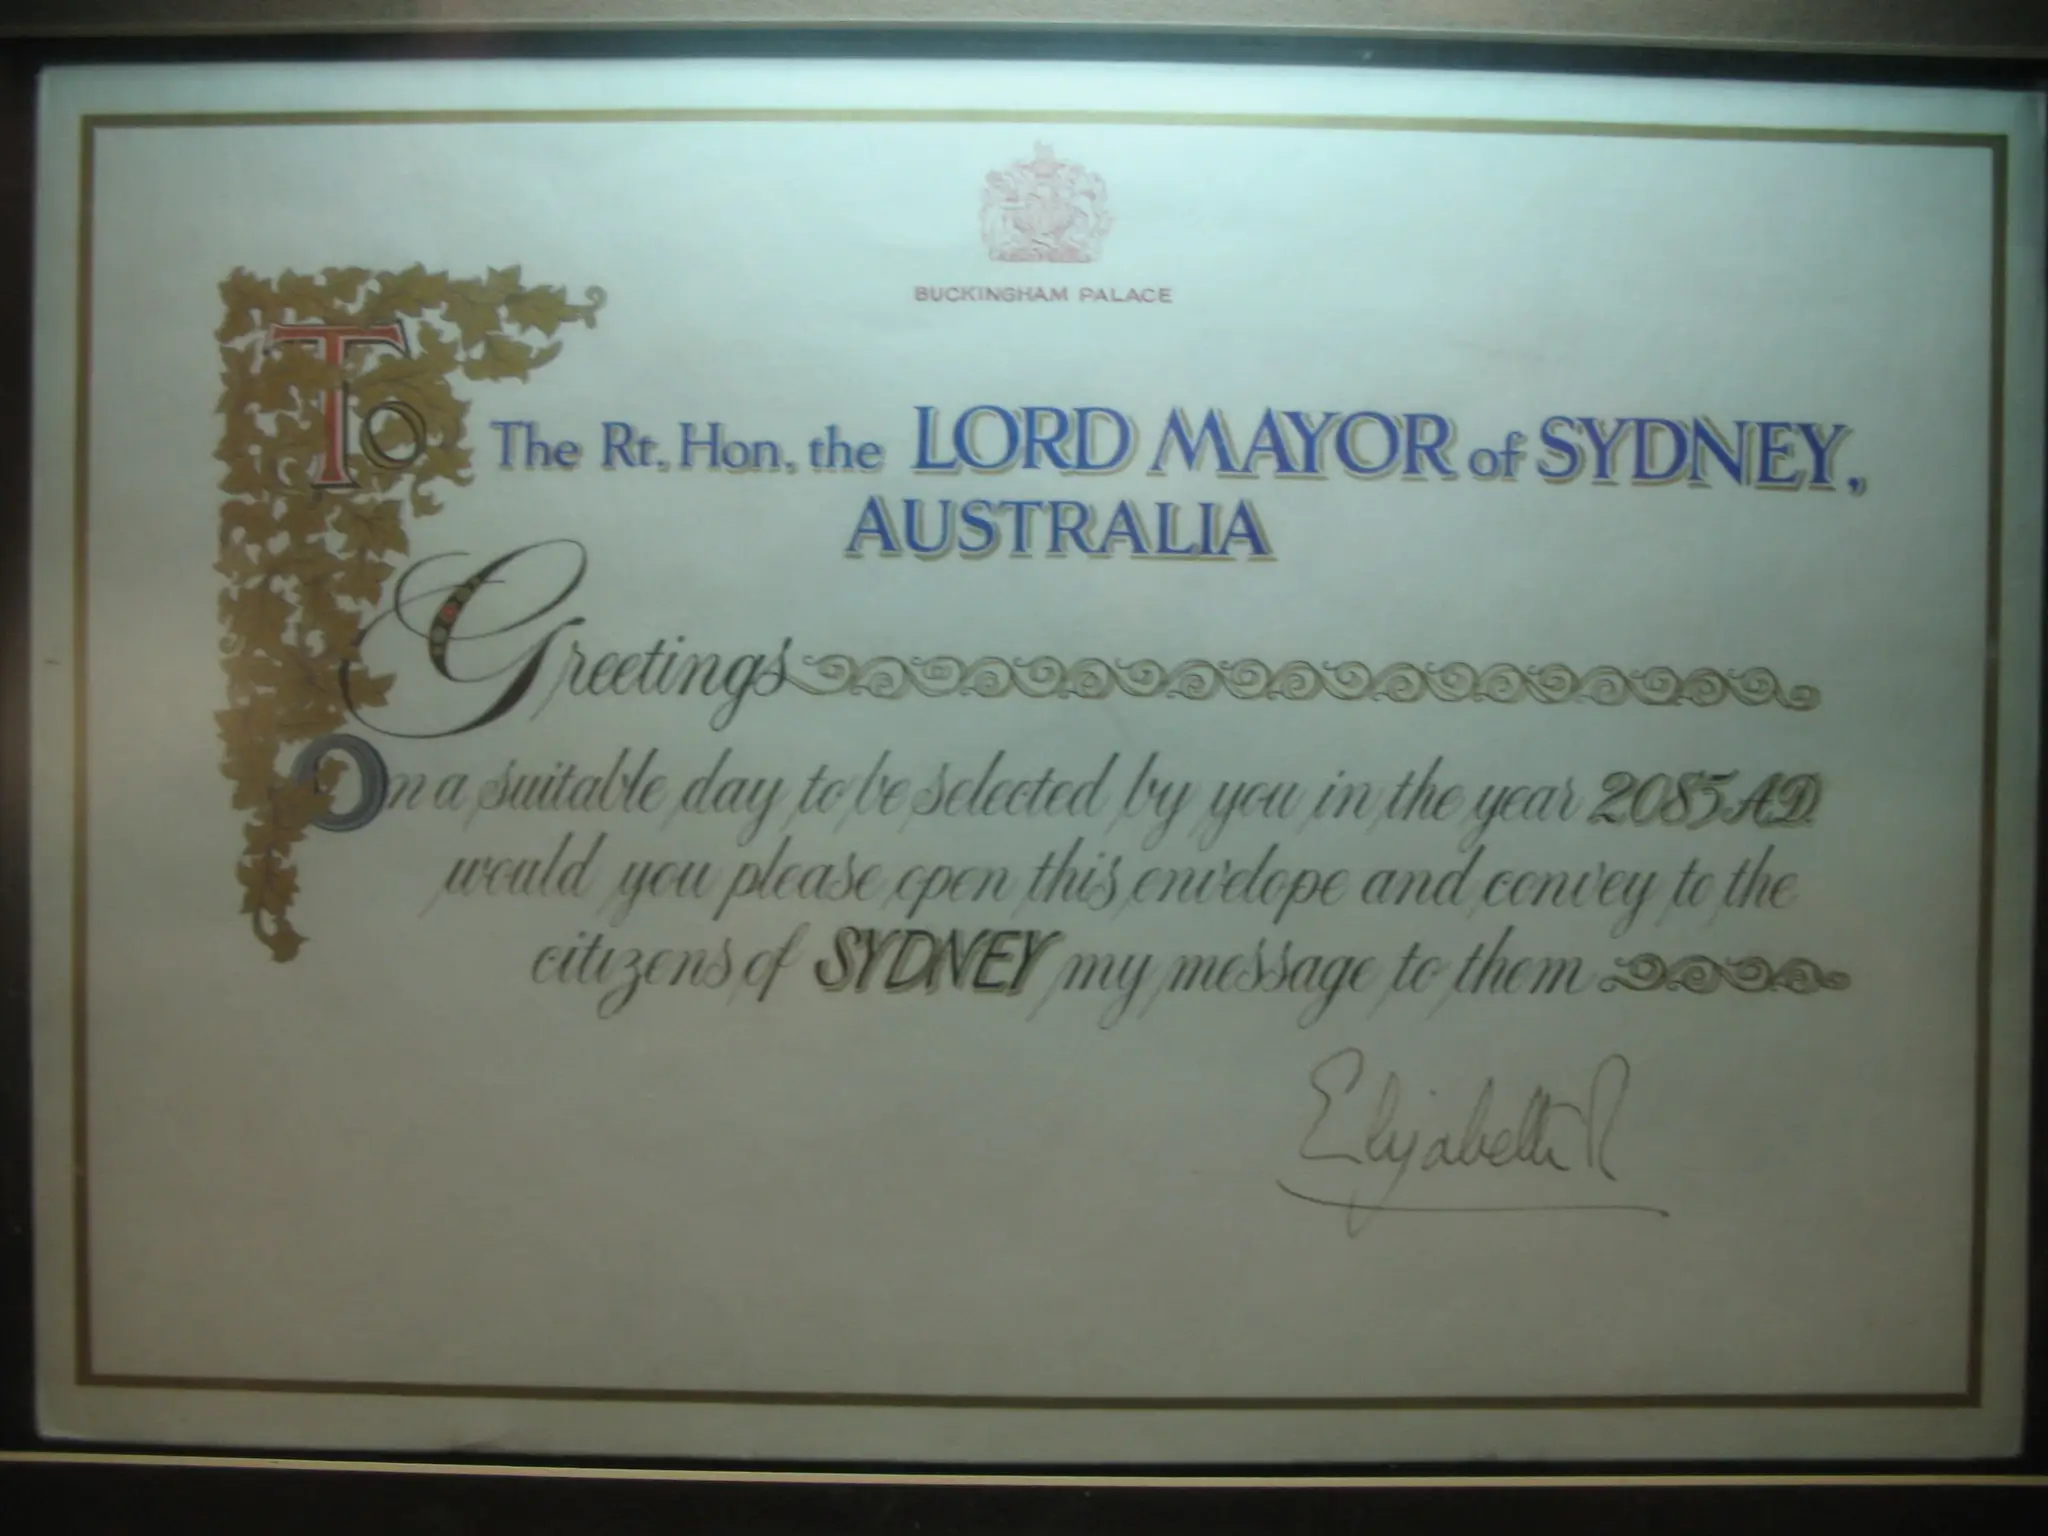 BUCKINGHAM PALACE
To The Rt. Hon. the LORD MAYOR of SYDNEY,
AUSTRALIA
Greetings
On a suitable day to be selected by you in the year 2085 A.D.
would you please open this envelope and convey to the
citizens of SYDNEY my message to them
Elizabeth R